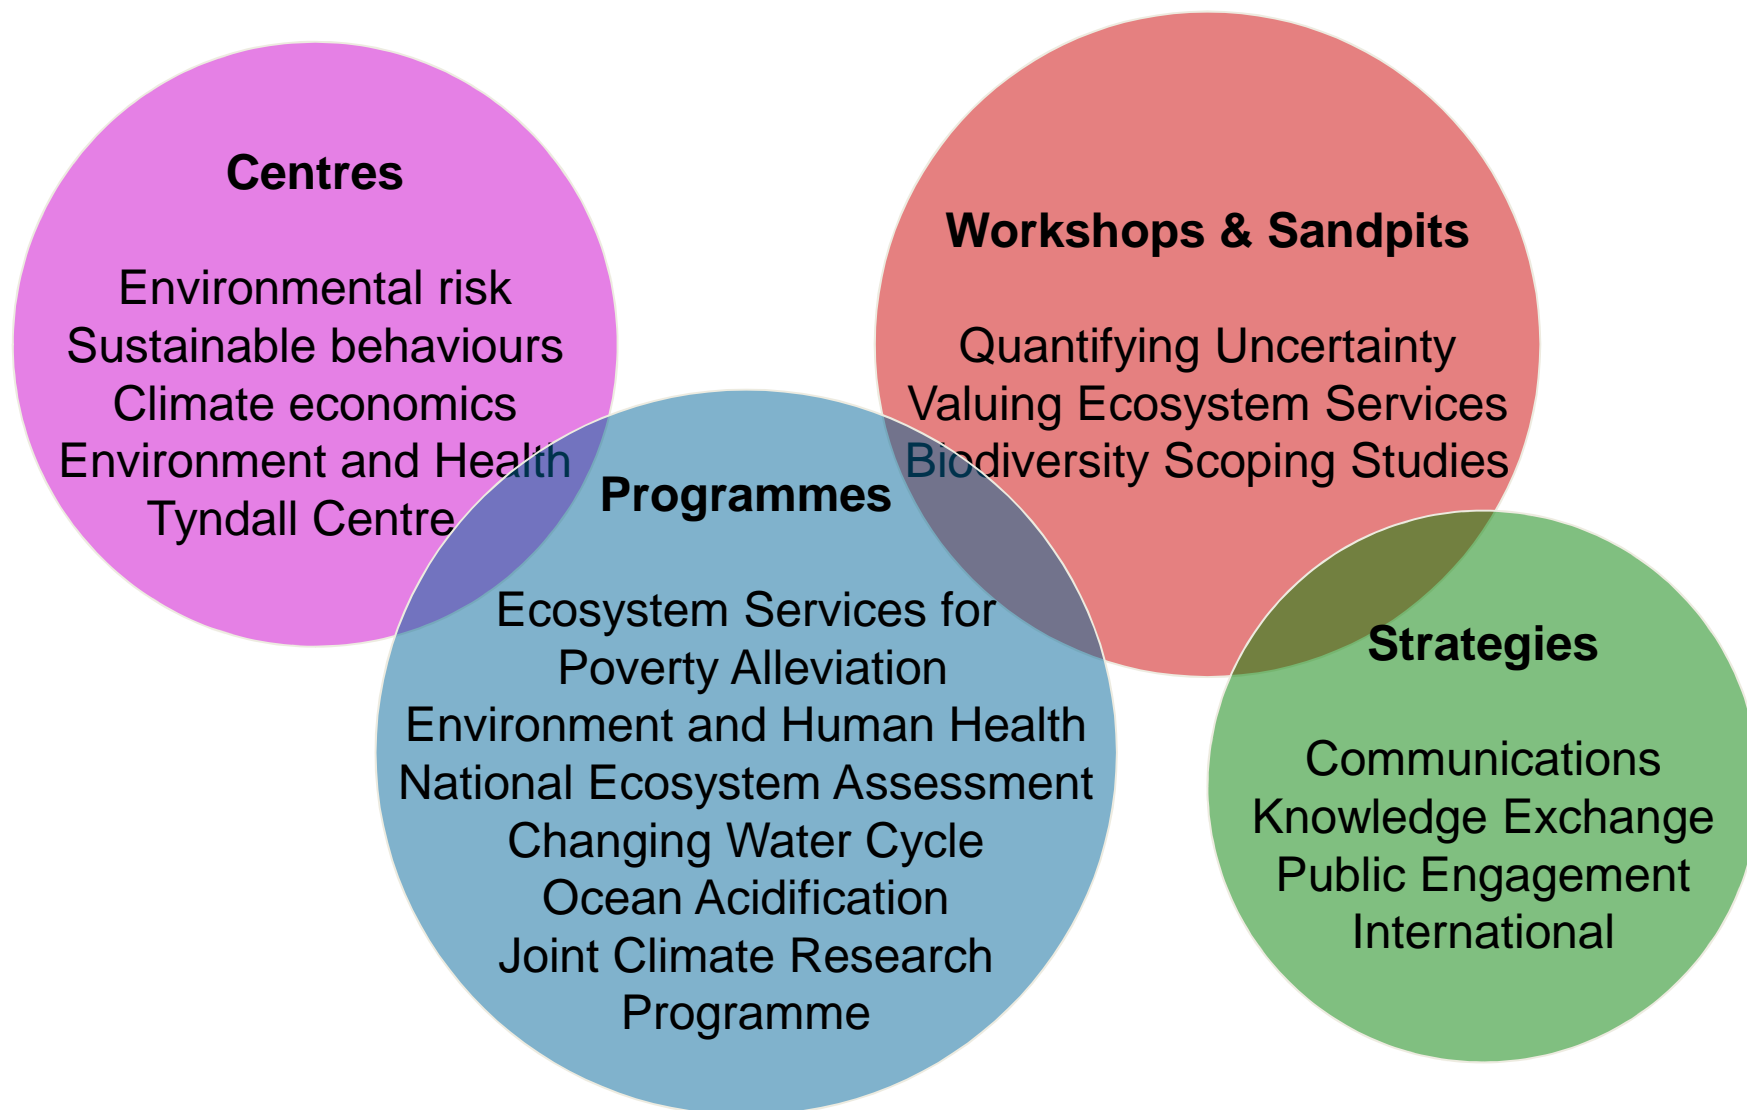 Centres
Environmental risk
Sustainable behaviours
Climate economics
Environment and Health
Tyndall Centre
Workshops & Sandpits
Quantifying Uncertainty
Valuing Ecosystem Services
Biodiversity Scoping Studies
Programmes
Ecosystem Services for
Poverty Alleviation
Environment and Human Health
National Ecosystem Assessment
Changing Water Cycle
Ocean Acidification
Joint Climate Research
Programme
Strategies
Communications
Knowledge Exchange
Public Engagement
International